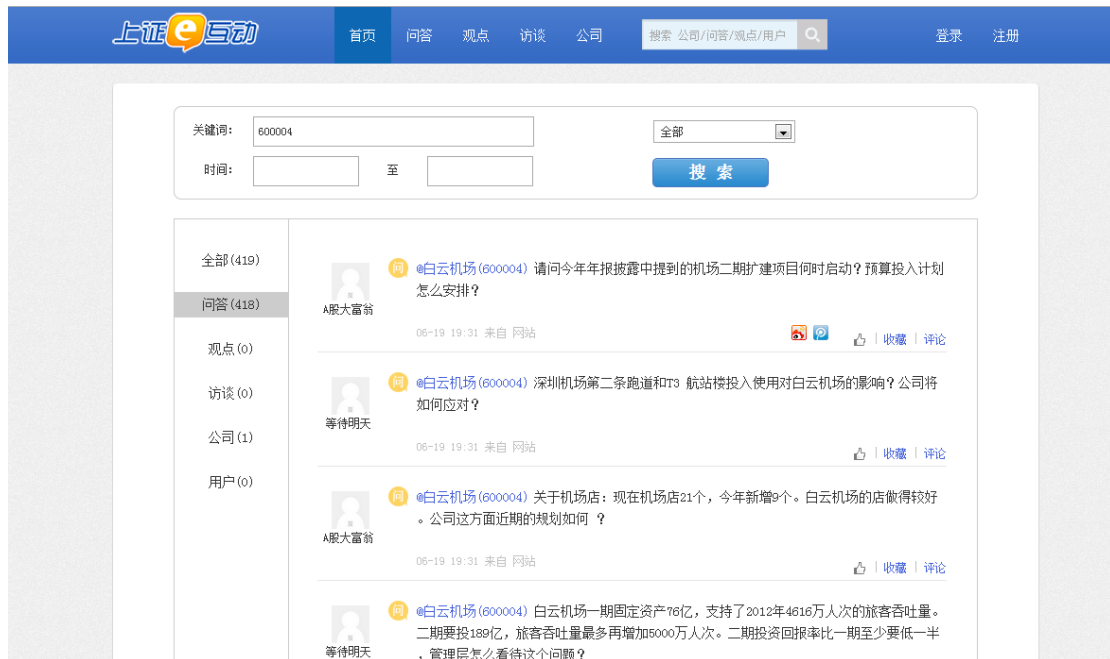 上证e互动
首页 问答 观点 访谈 公司 搜索 公司/问答/观点/用户 登录 注册
关键词: 600004 全部
时间: 至 搜 索
全部(419)
问答(418)
观点(0)
访谈(0)
公司(1)
用户(0)
问 @白云机场(600004) 请问今年年报披露中提到的机场二期扩建项目何时启动？预算投入计划
怎么安排？
A股大富翁
06-19 19:31 来自 网站 收藏 评论
问 @白云机场(600004) 深圳机场第二条跑道和T3 航站楼投入使用对白云机场的影响？公司将
如何应对？
等待明天
06-19 19:31 来自 网站 收藏 评论
问 @白云机场(600004) 关于机场店：现在机场店21个，今年新增9个。白云机场的店做得较好
。公司这方面近期的规划如何 ？
A股大富翁
06-19 19:31 来自 网站 收藏 评论
问 @白云机场(600004) 白云机场一期固定资产76亿，支持了2012年4616万人次的旅客吞吐量。
二期要投189亿，旅客吞吐量最多再增加5000万人次。二期投资回报率比一期至少要低一半
等待明天
，管理层怎么看待这个问题？